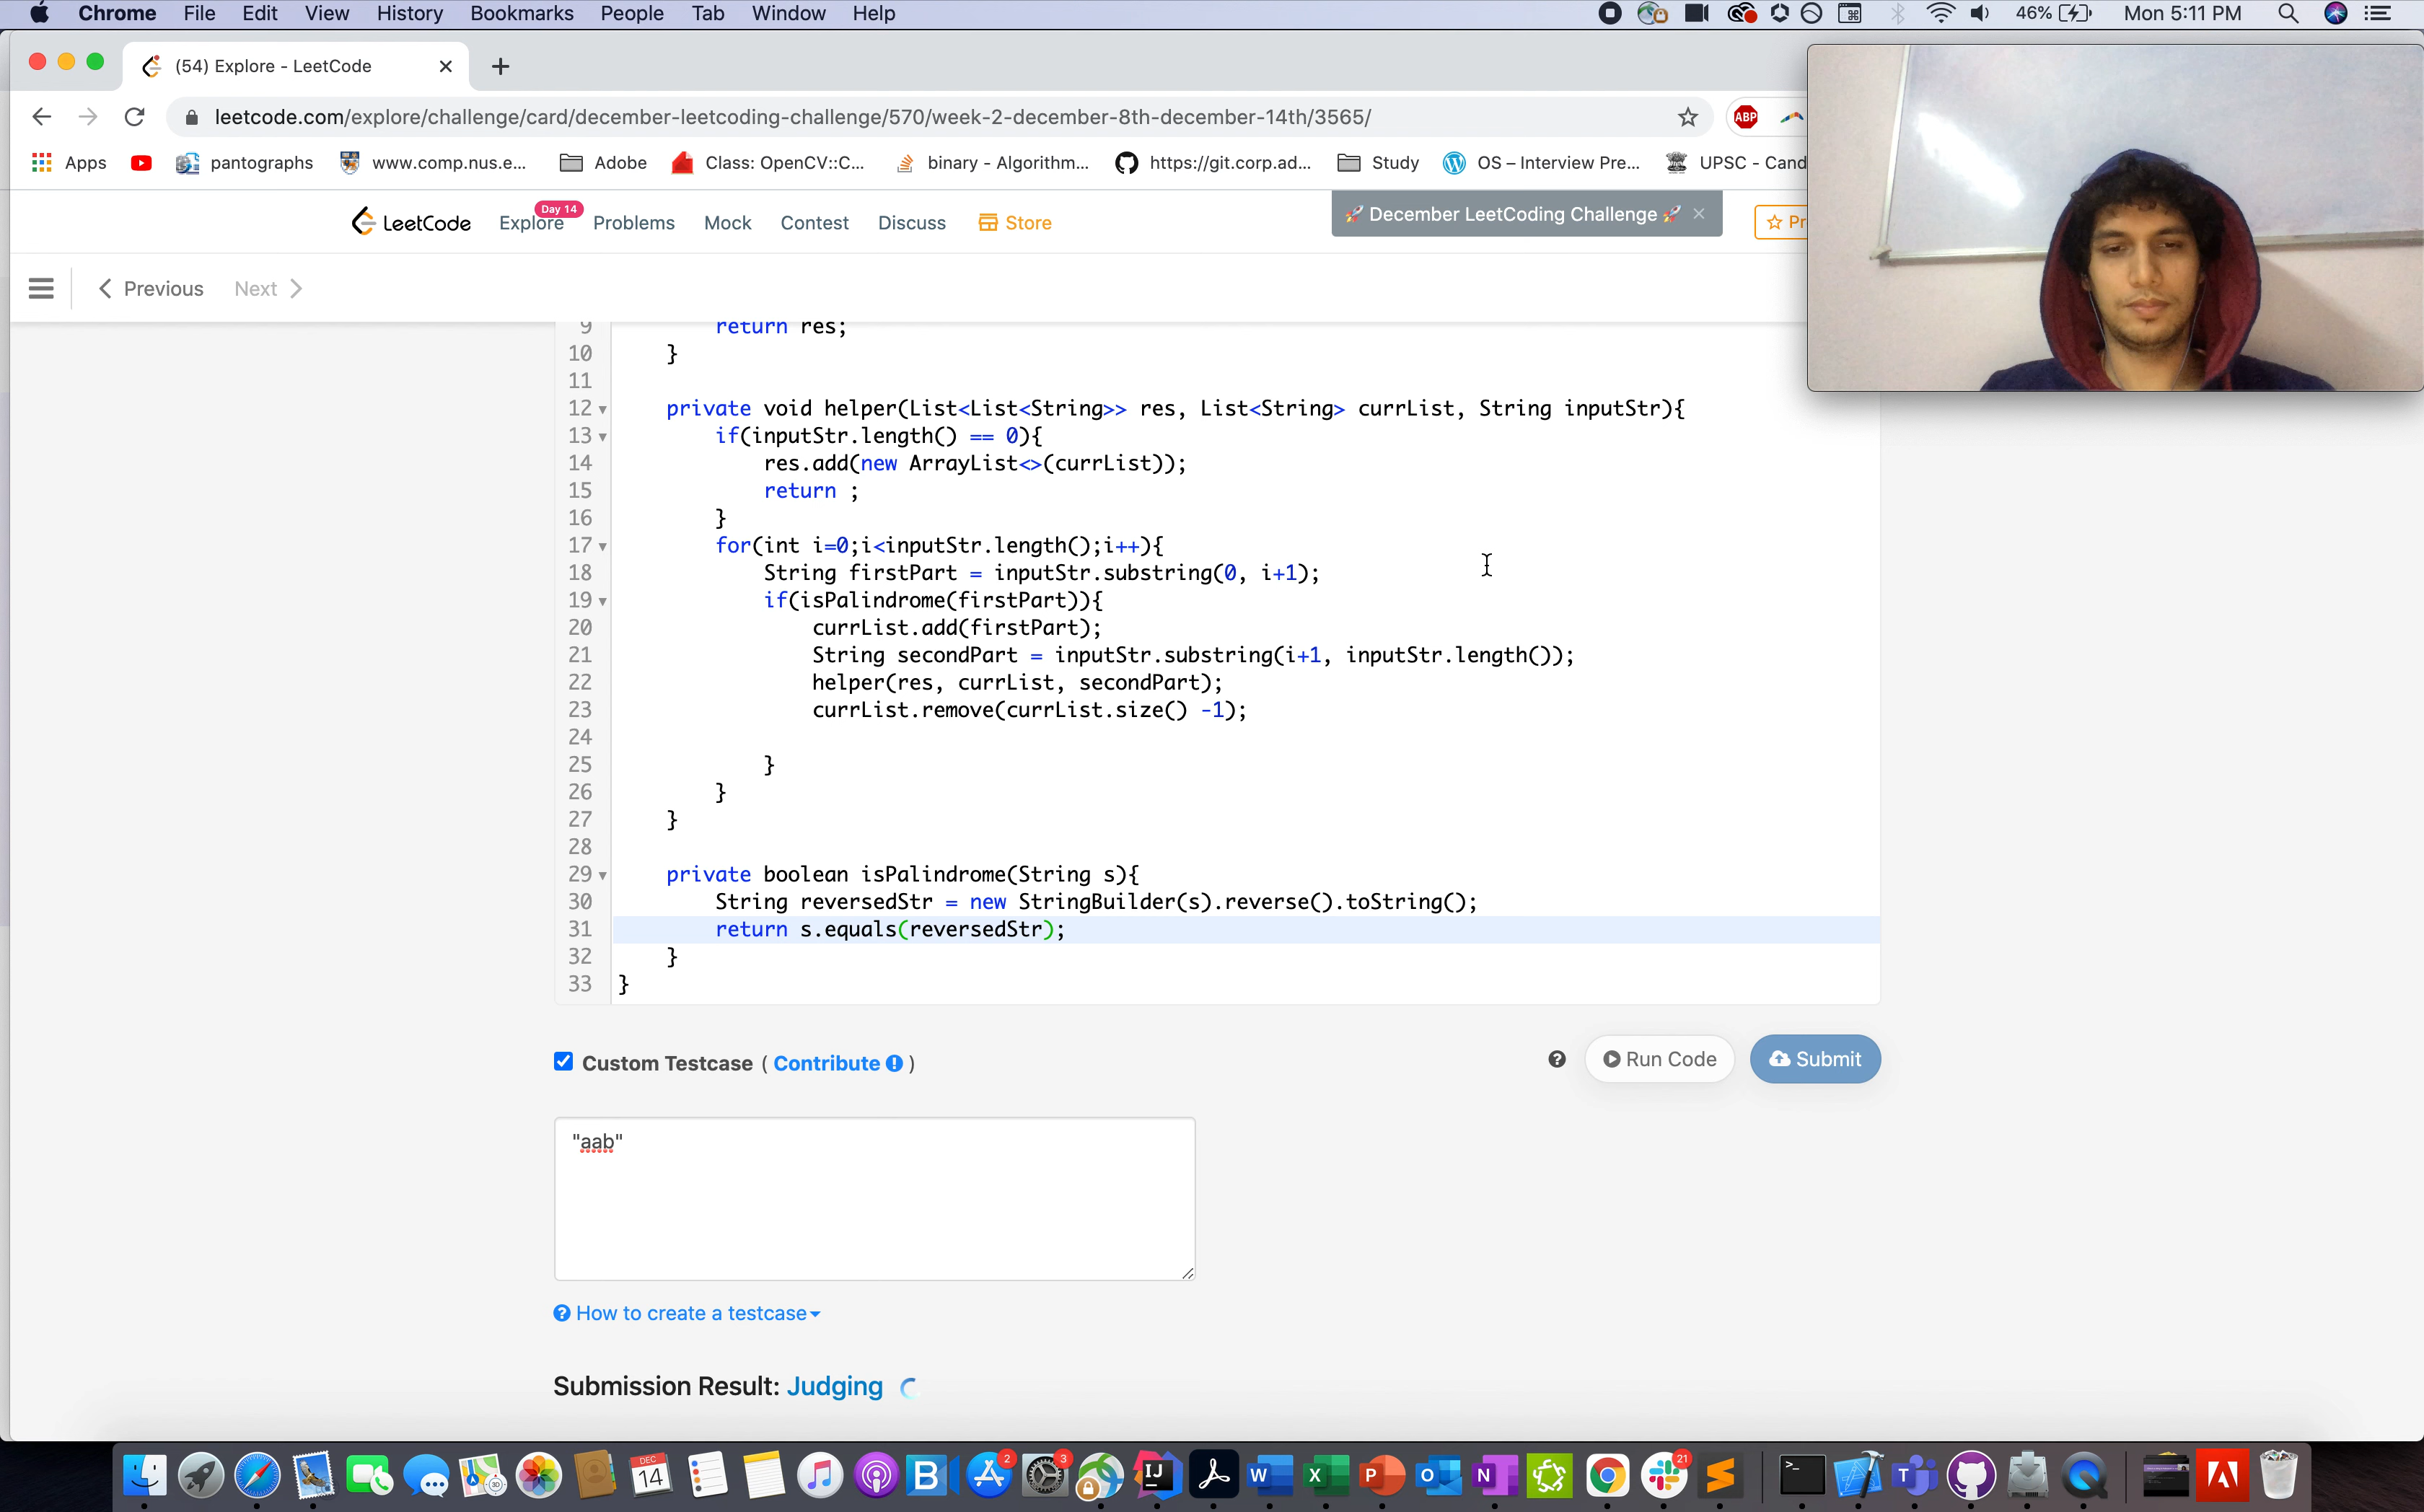 Chrome File Edit View History Bookmarks People Tab Window Help 46% Mon 5:11 PM
(54) Explore - LeetCode
leetcode.com/explore/challenge/card/december-leetcoding-challenge/570/week-2-december-8th-december-14th/3565/
ABP
Apps pantographs www.comp.nus.e... Adobe Class: OpenCV::C... binary - Algorithm... https://git.corp.ad... Study OS – Interview Pre... UPSC - Cand
LeetCode Explore Day 14 Problems Mock Contest Discuss Store 🚀 December LeetCoding Challenge 🚀 × Pr
Previous Next
9 return res;
10 }
11
12 private void helper(List<List<String>> res, List<String> currList, String inputStr){
13 if(inputStr.length() == 0){
14 res.add(new ArrayList<>(currList));
15 return ;
16 }
17 for(int i=0;i<inputStr.length();i++){
18 String firstPart = inputStr.substring(0, i+1);
19 if(isPalindrome(firstPart)){
20 currList.add(firstPart);
21 String secondPart = inputStr.substring(i+1, inputStr.length());
22 helper(res, currList, secondPart);
23 currList.remove(currList.size() -1);
24
25 }
26 }
27 }
28
29 private boolean isPalindrome(String s){
30 String reversedStr = new StringBuilder(s).reverse().toString();
31 return s.equals(reversedStr);
32 }
33 }
Custom Testcase ( Contribute )
Run Code Submit
"aab"
How to create a testcase
Submission Result: Judging
DEC
14
2
3
21